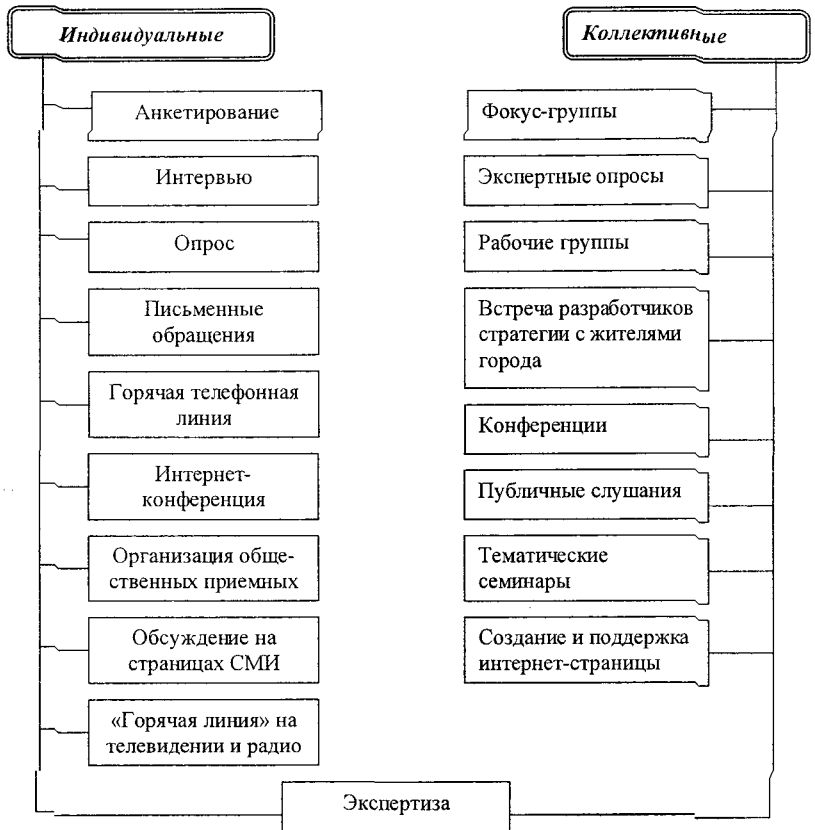 Индивидуальные
Анкетирование
Интервью
Опрос
Письменные
обращения
Горячая телефонная
линия
Интернет-
конференция
Организация обще-
ственных приемных
Обсуждение на
страницах СМИ
«Горячая линия» на
телевидении и радио
Коллективные
Фокус-группы
Экспертные опросы
Рабочие группы
Встреча разработчиков
стратегии с жителями
города
Конференции
Публичные слушания
Тематические
семинары
Создание и поддержка
интернет-страницы
Экспертиза